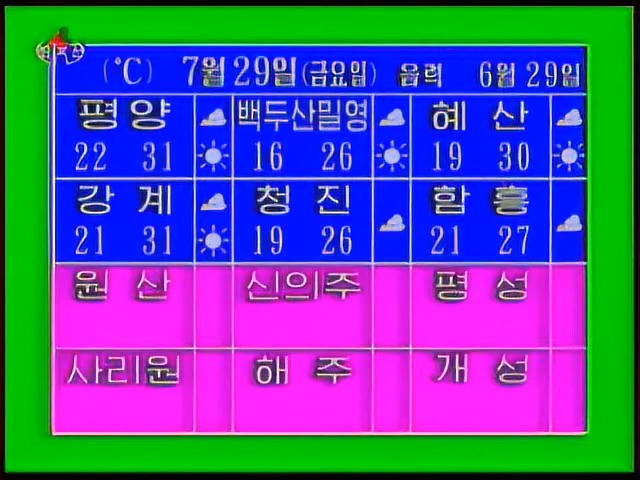 (℃) 7월 29일 (금요일) 음력 6월 29일
평양 백두산밀영 혜산
22 31 16 26 19 30
강계 청진 함흥
21 31 19 26 21 27
원산 신의주 평성
사리원 해주 개성